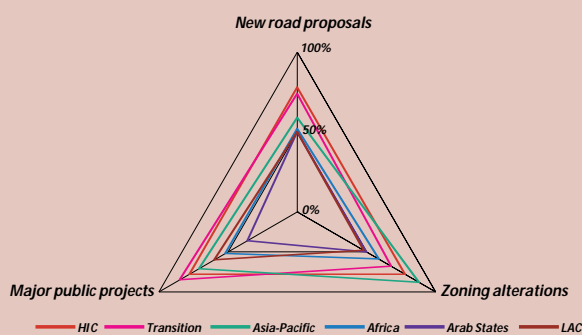 New road proposals
100%
50%
0%
Major public projects
Zoning alterations
HIC Transition Asia-Pacific Africa Arab States LAC